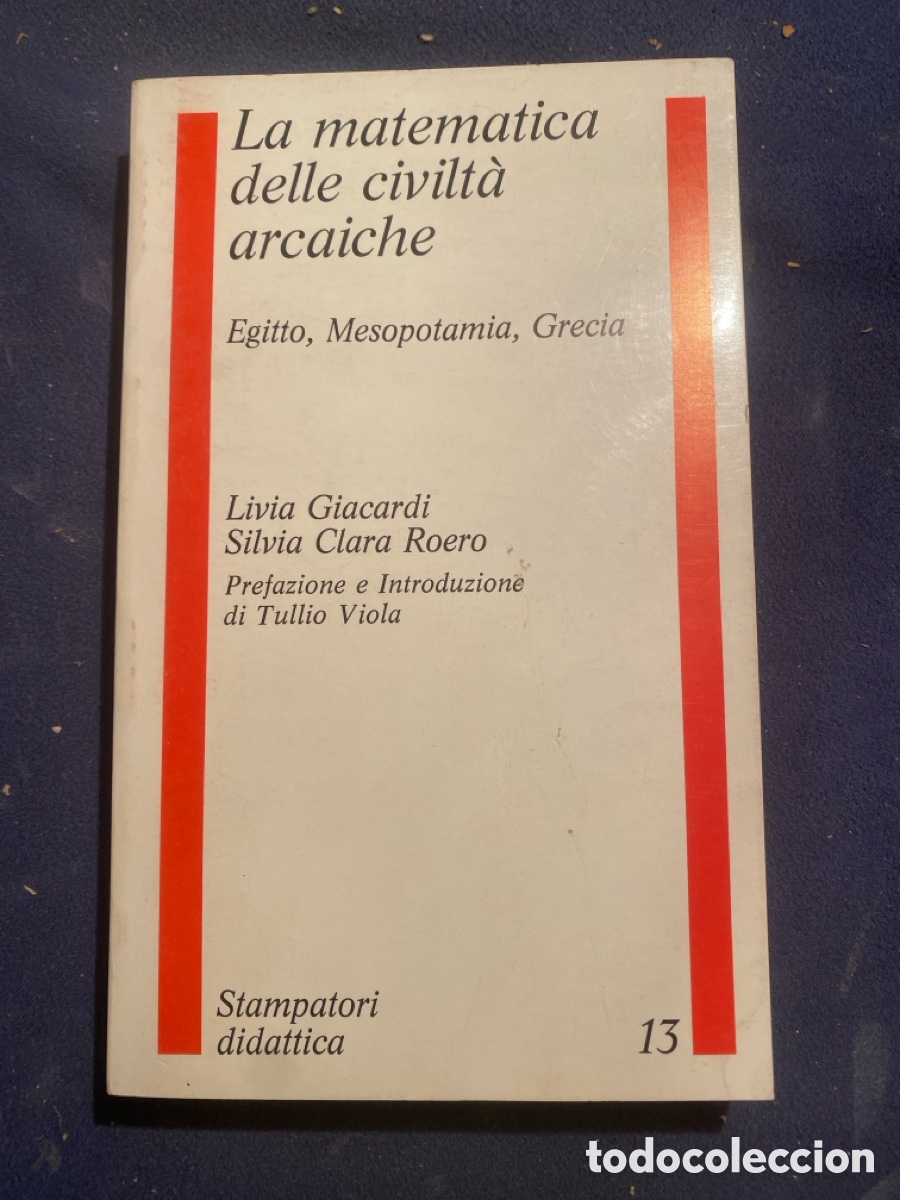 La matematica
delle civiltà
arcaiche
Egitto, Mesopotamia, Grecia
Livia Giacardi
Silvia Clara Roero
Prefazione e Introduzione
di Tullio Viola
Stampatori
didattica
13
todocoleccion